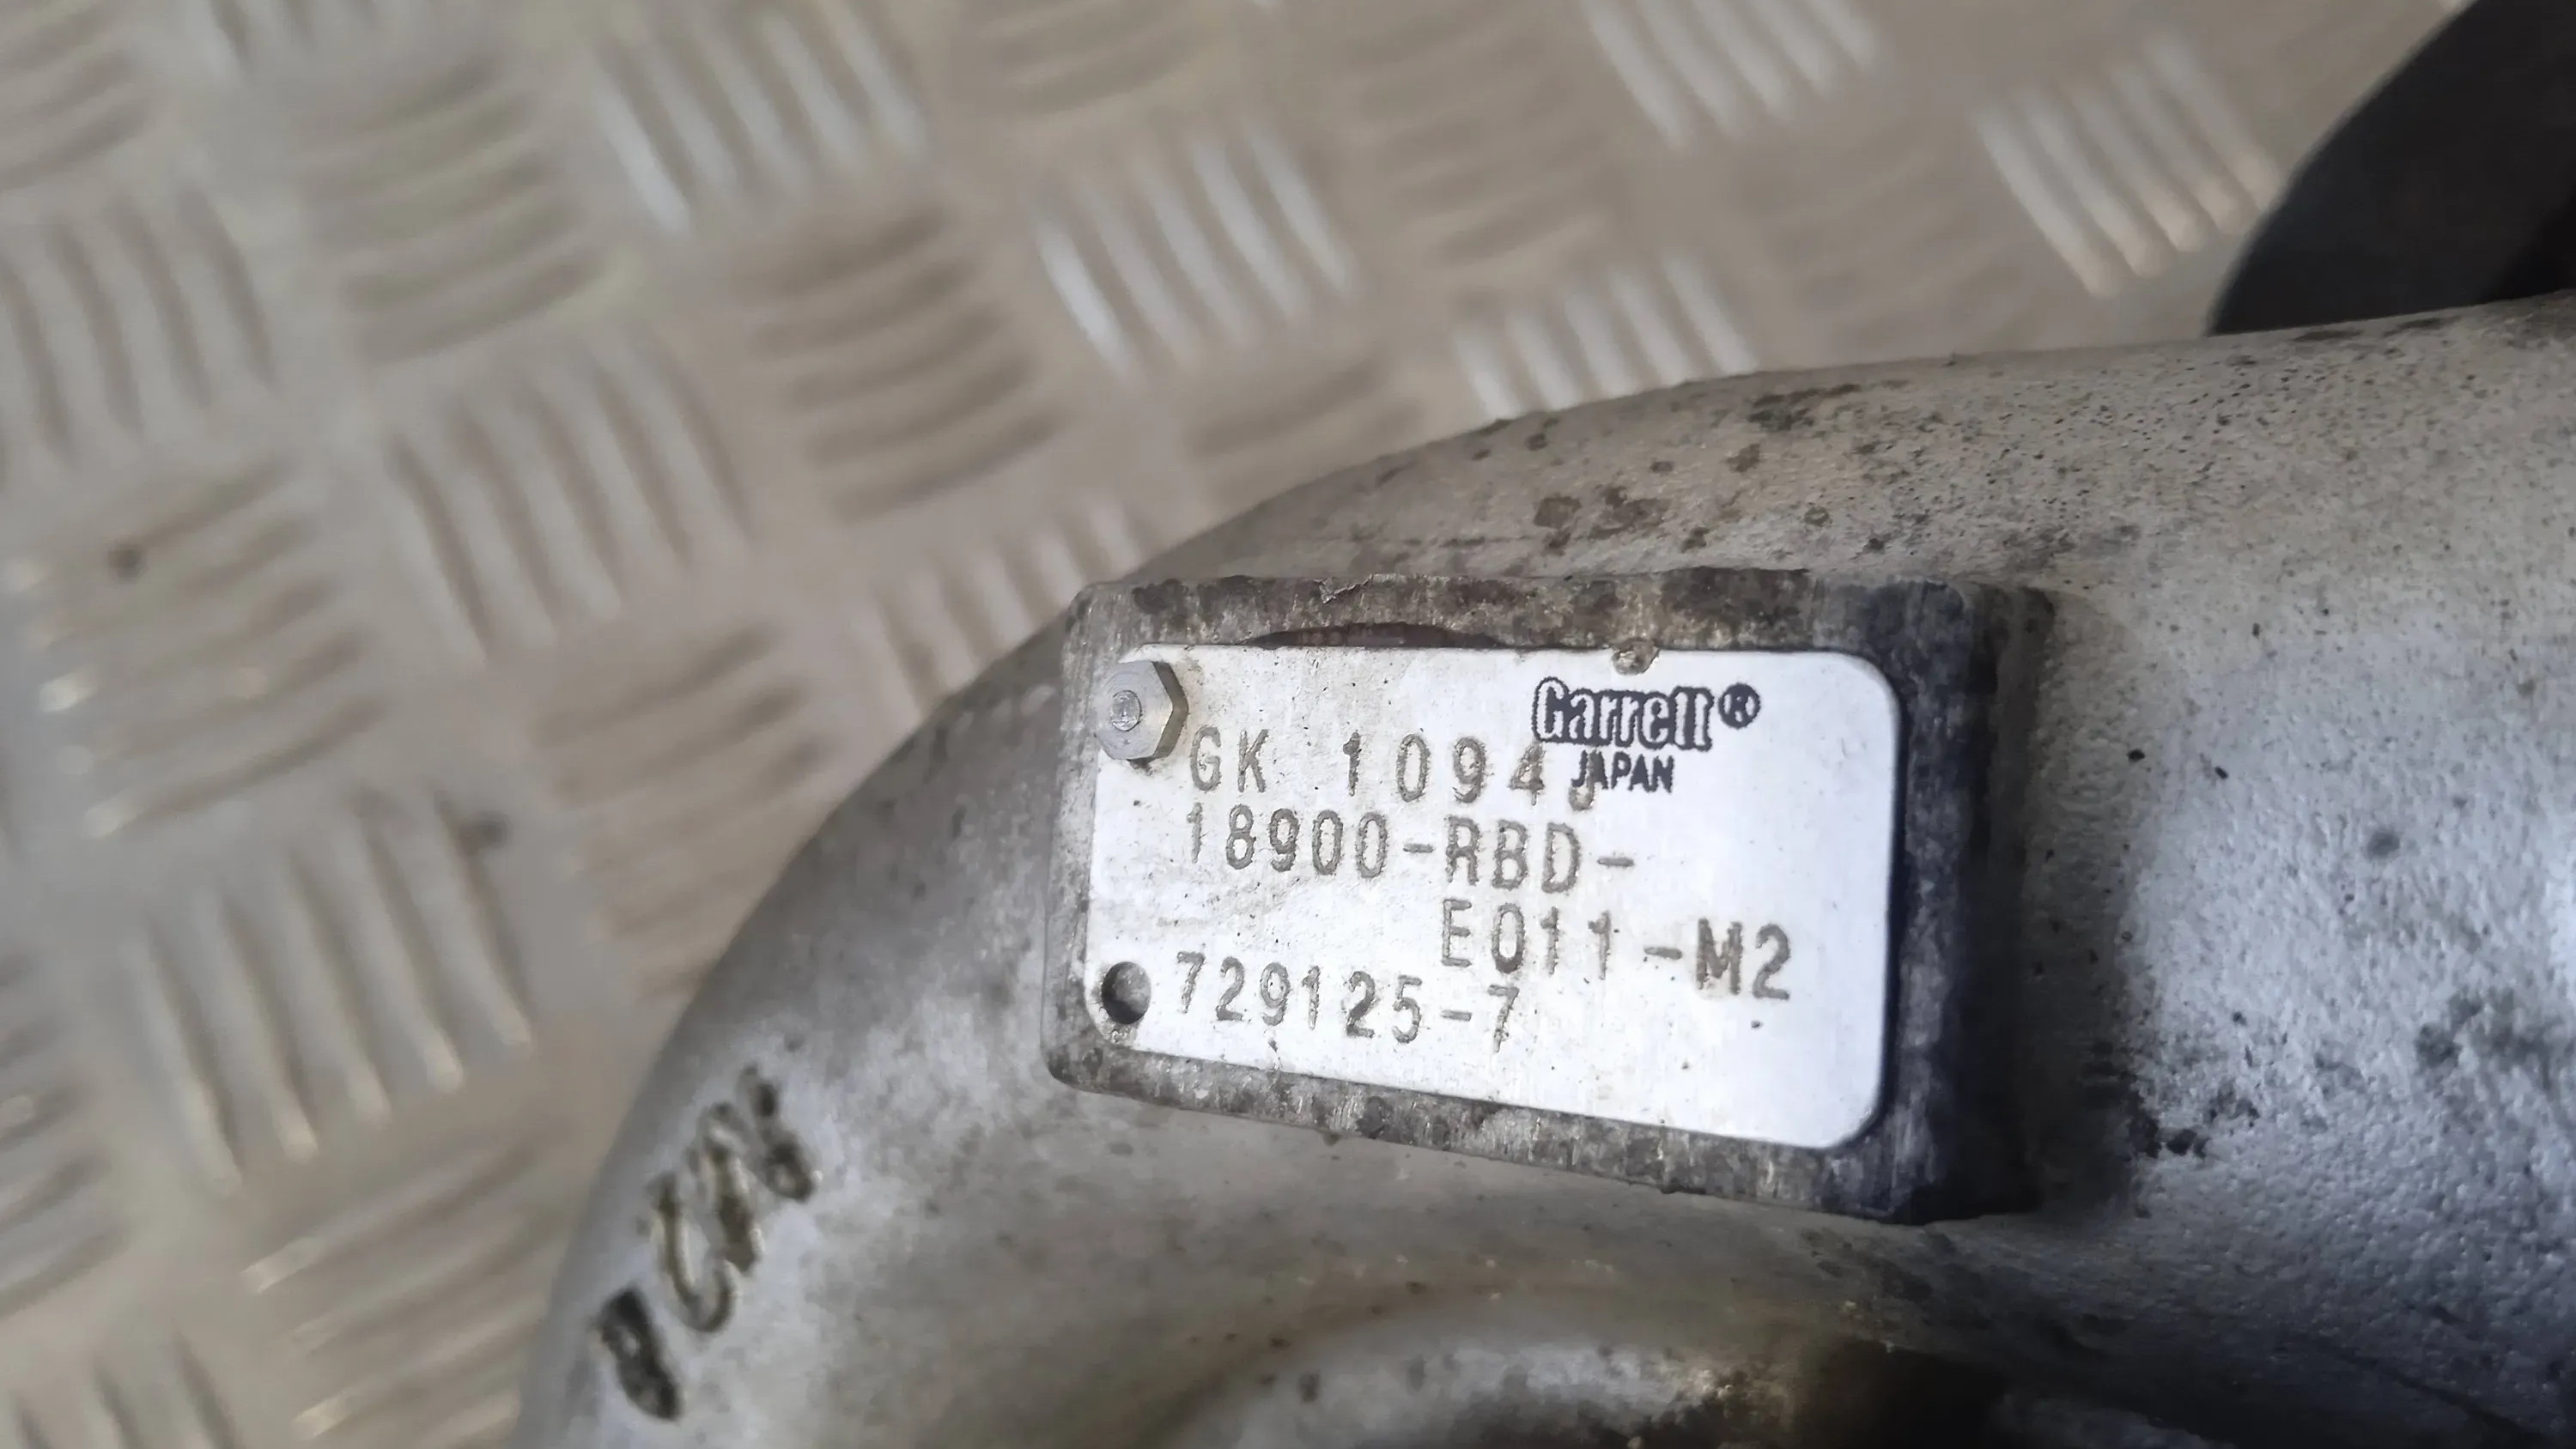 Garrett®
JAPAN
GK 1094J
18900-RBD-
E011-M2
729125-7